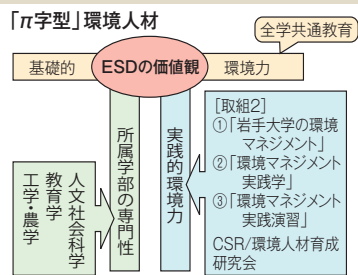 「π字型」環境人材
全学共通教育
基礎的
ESDの価値観
環境力
所属学部の専門性
実践的環境力
人文社会科学
教育学
工学・農学
［取組2］
①「岩手大学の環境
マネジメント」
②「環境マネジメント
実践学」
③「環境マネジメント
実践演習」
CSR/環境人材育成
研究会